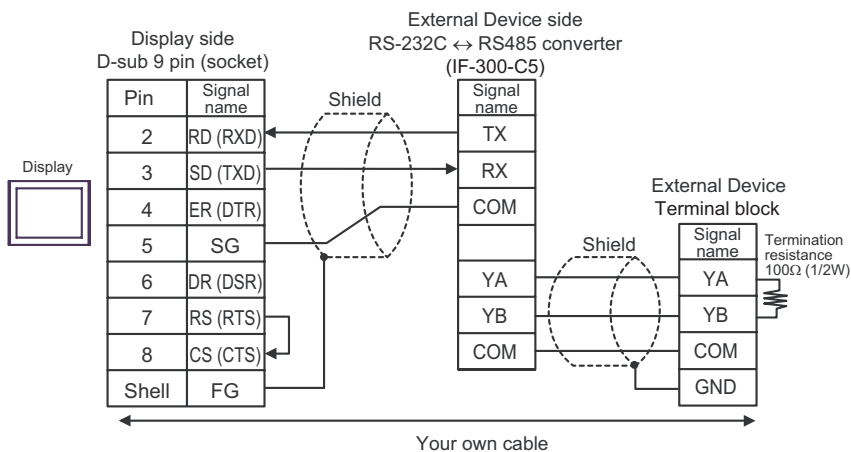 External Device side
RS-232C ↔ RS485 converter
(IF-300-C5)
Display side
D-sub 9 pin (socket)
Pin Signal name
2 RD (RXD)
3 SD (TXD)
4 ER (DTR)
5 SG
6 DR (DSR)
7 RS (RTS)
8 CS (CTS)
Shell FG
Display
Shield
Signal name
TX
RX
COM
YA
YB
COM
Shield
External Device
Terminal block
Signal name
YA
YB
COM
GND
Termination
resistance
100Ω (1/2W)
Your own cable